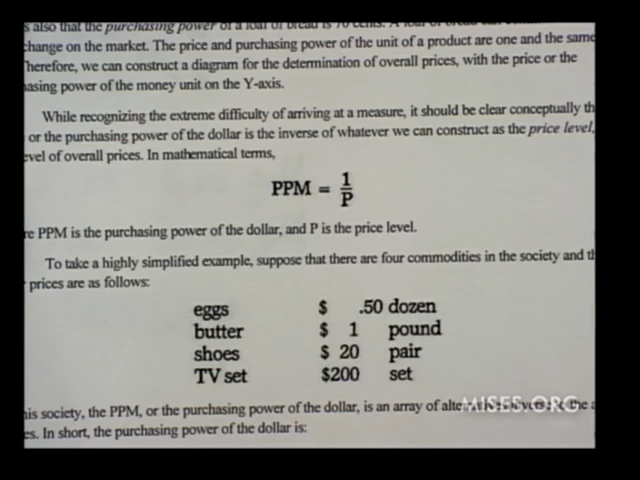 s also that the purchasing power of a loaf of bread is 70 cents. A loaf of bread can
change on the market. The price and purchasing power of the unit of a product are one and the same
herefore, we can construct a diagram for the determination of overall prices, with the price or the
asing power of the money unit on the Y-axis.
While recognizing the extreme difficulty of arriving at a measure, it should be clear conceptually th
or the purchasing power of the dollar is the inverse of whatever we can construct as the price level,
evel of overall prices. In mathematical terms,
PPM = 1/P
re PPM is the purchasing power of the dollar, and P is the price level.
To take a highly simplified example, suppose that there are four commodities in the society and th
prices are as follows:
eggs $ .50 dozen
butter $ 1 pound
shoes $ 20 pair
TV set $200 set
his society, the PPM, or the purchasing power of the dollar, is an array of the a
MISES.ORG
es. In short, the purchasing power of the dollar is: